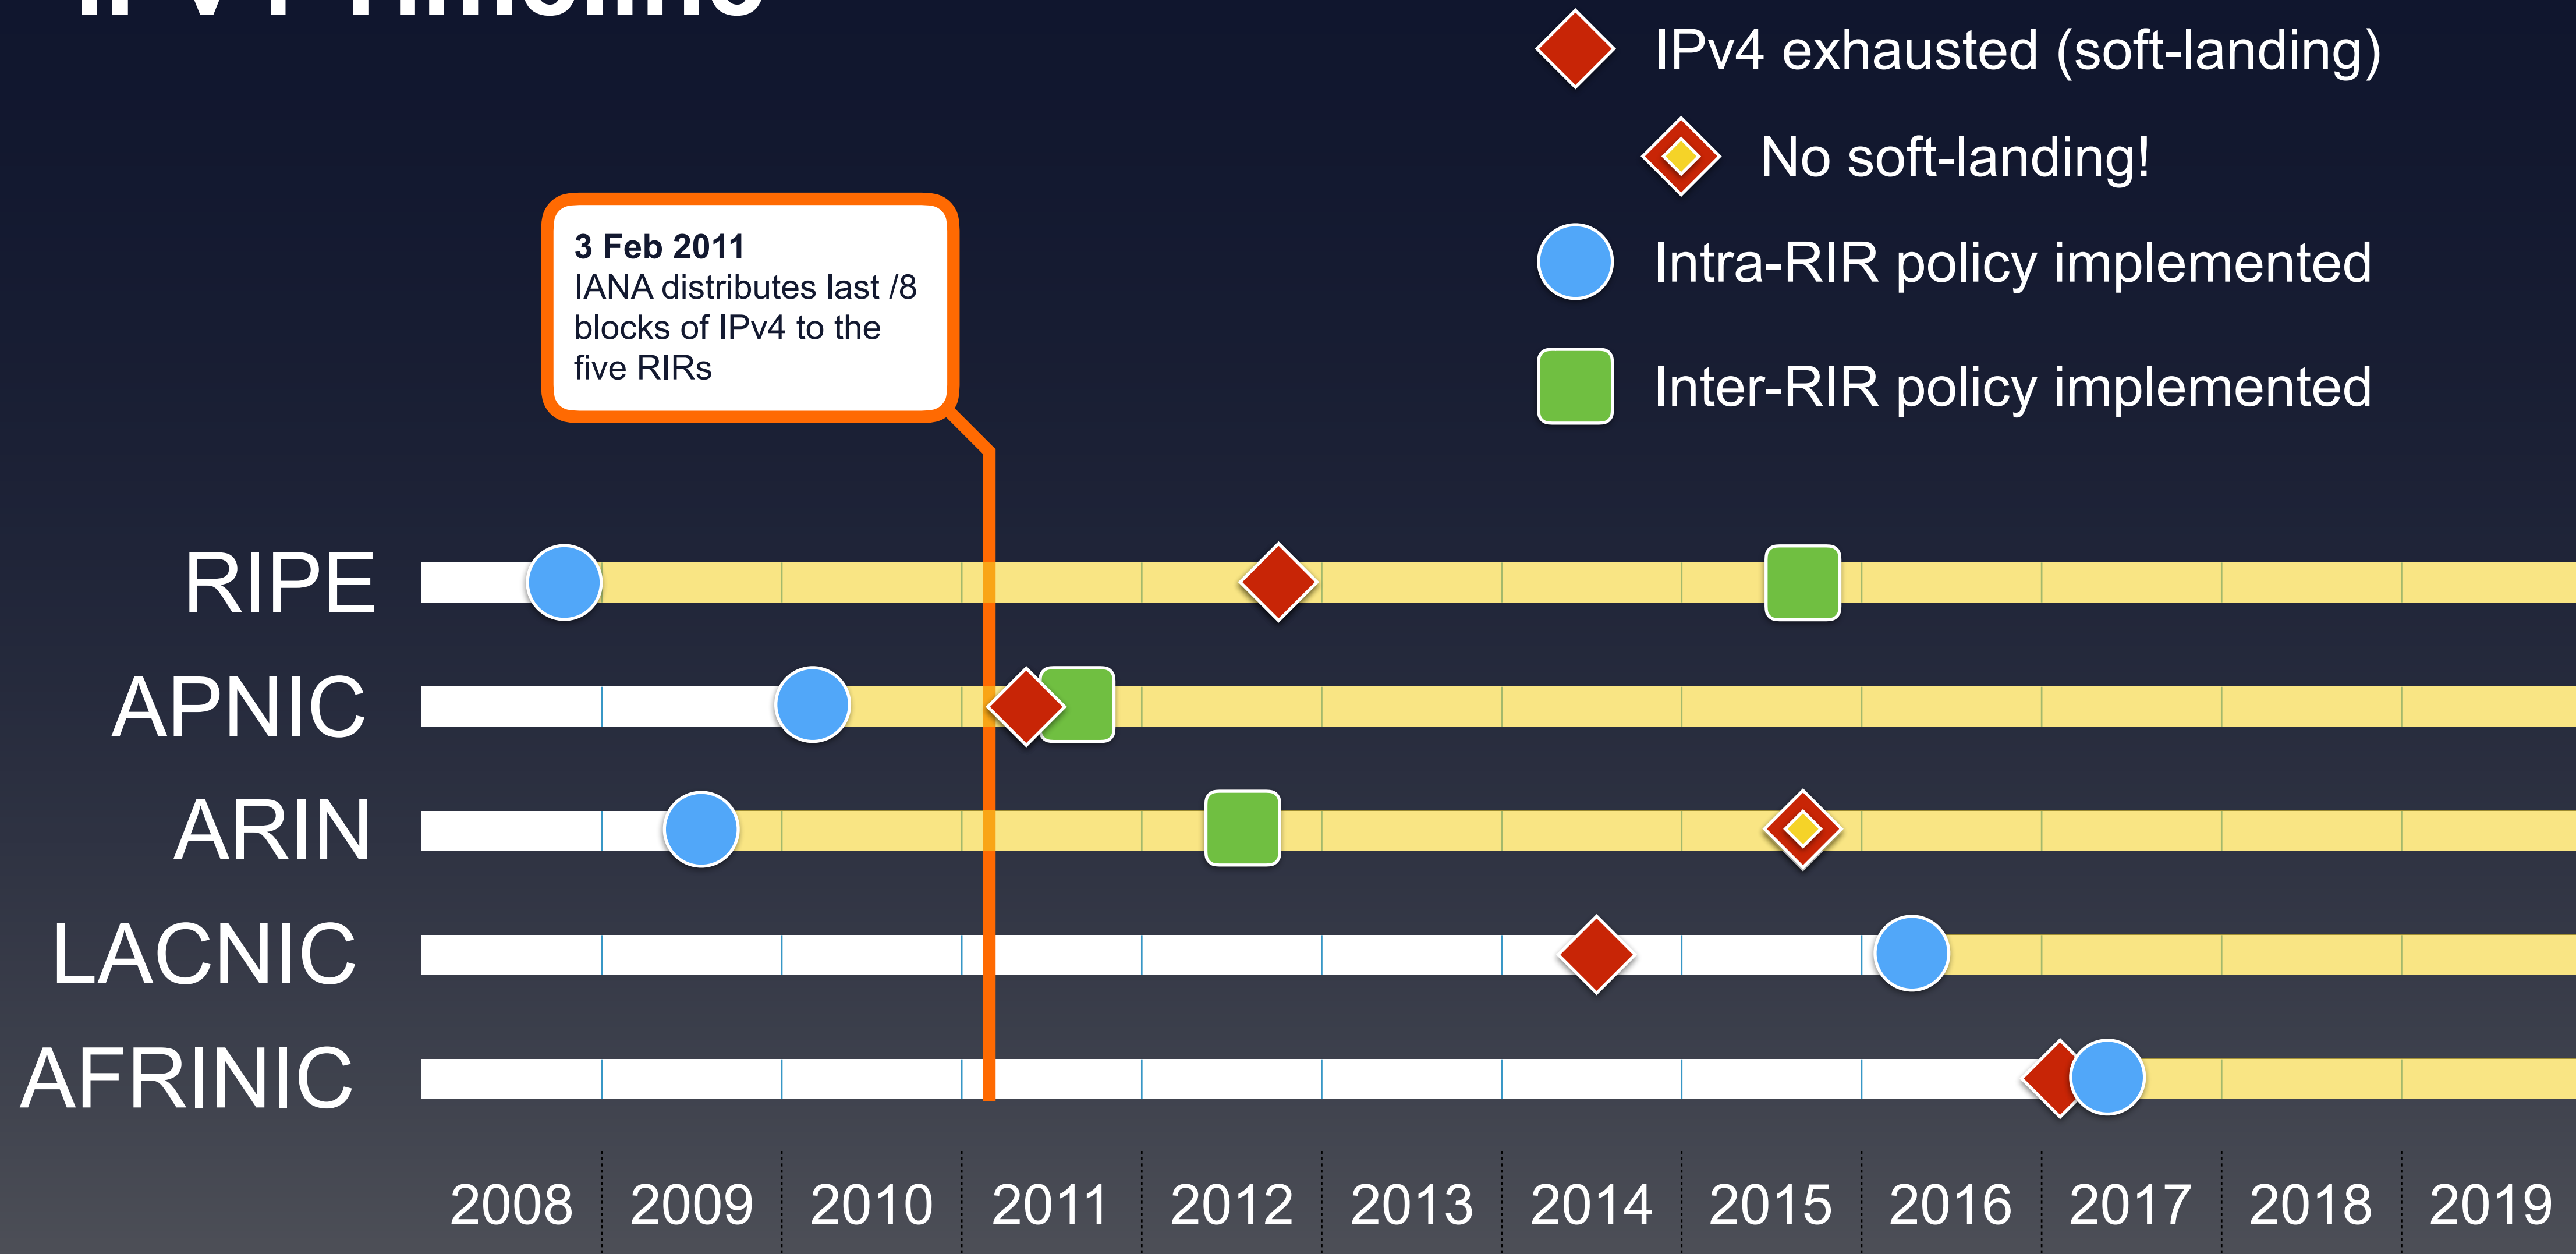 IPv4 Timeline
IPv4 exhausted (soft-landing)
No soft-landing!
Intra-RIR policy implemented
Inter-RIR policy implemented
3 Feb 2011
IANA distributes last /8
blocks of IPv4 to the
five RIRs
RIPE
APNIC
ARIN
LACNIC
AFRINIC
2008 2009 2010 2011 2012 2013 2014 2015 2016 2017 2018 2019